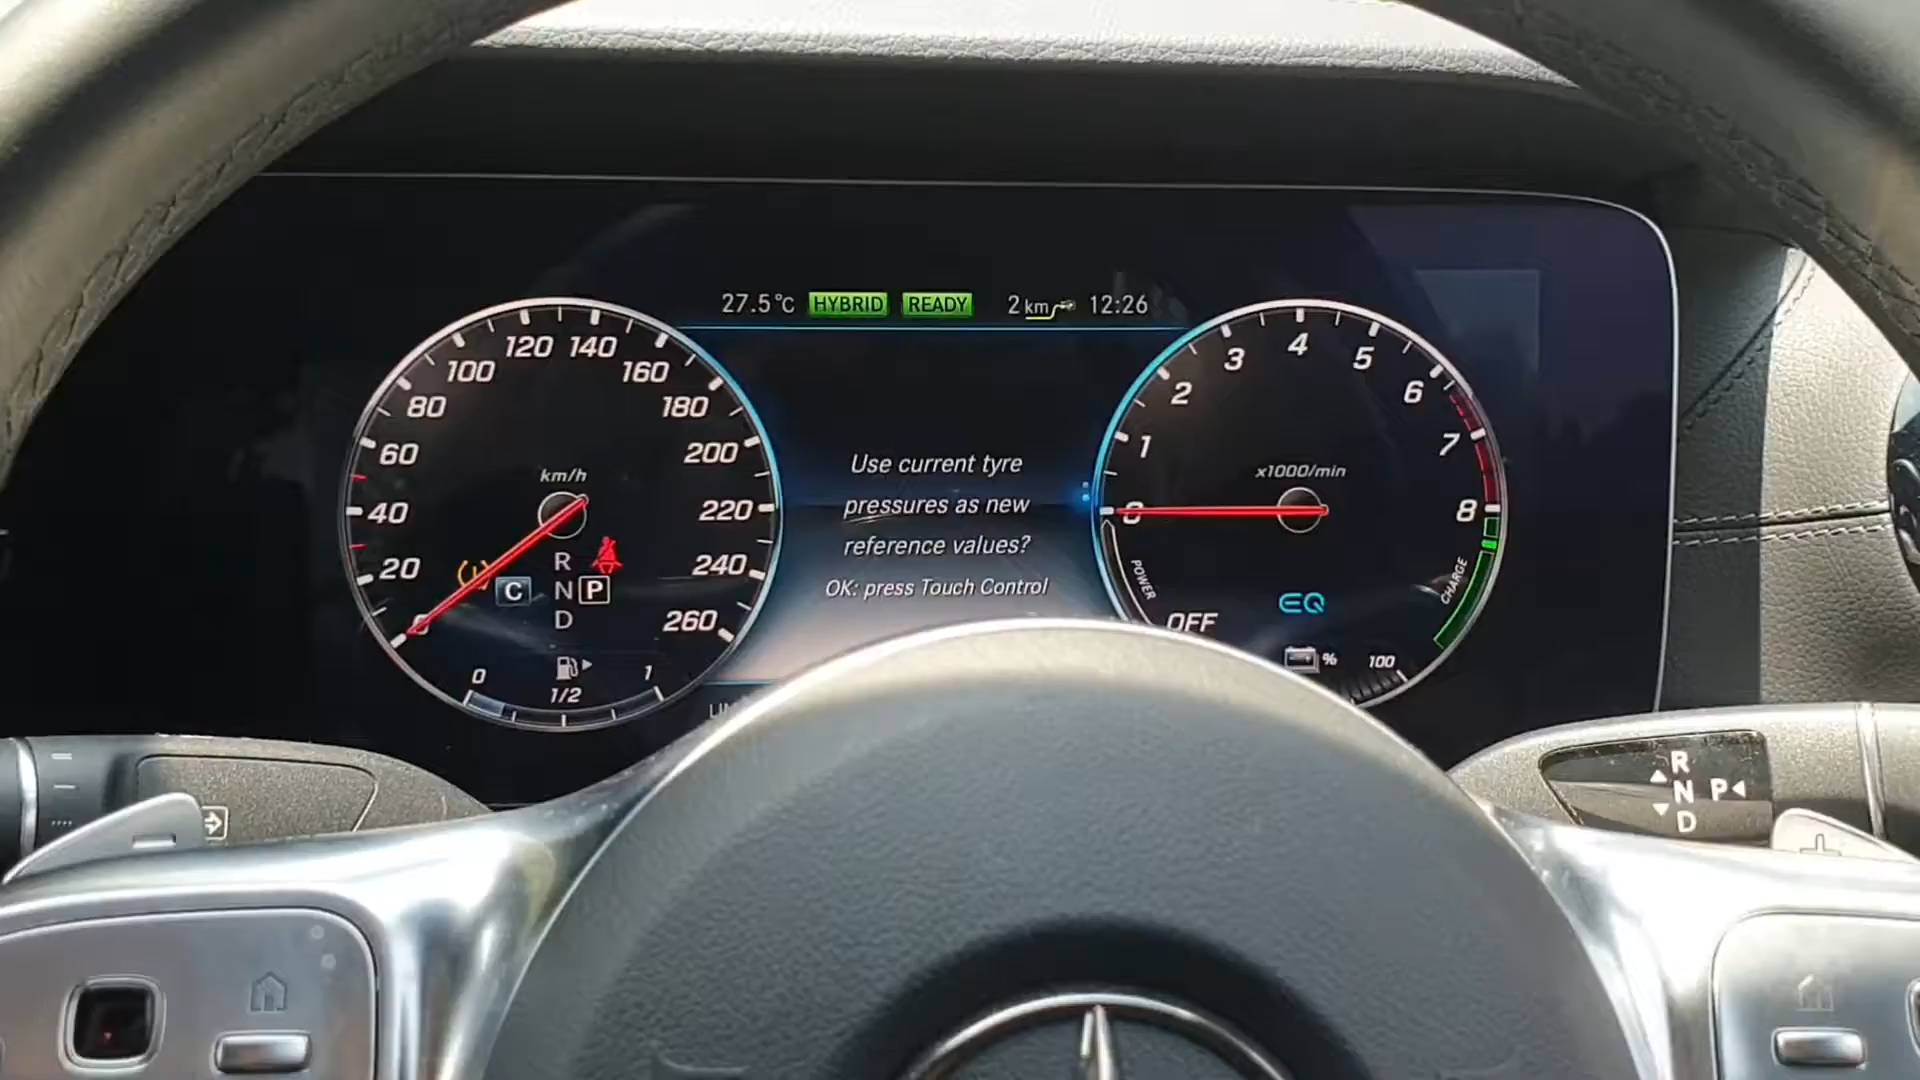 27.5°C HYBRID READY 2 km 12:26
0 20 40 60 80 100 120 140 160 180 200 220 240 260
km/h
R
N P
D
C
0 1/2 1
Use current tyre
pressures as new
reference values?
OK: press Touch Control
0 1 2 3 4 5 6 7 8
x1000/min
POWER
OFF
EQ
CHARGE
% 100
R
N P
D